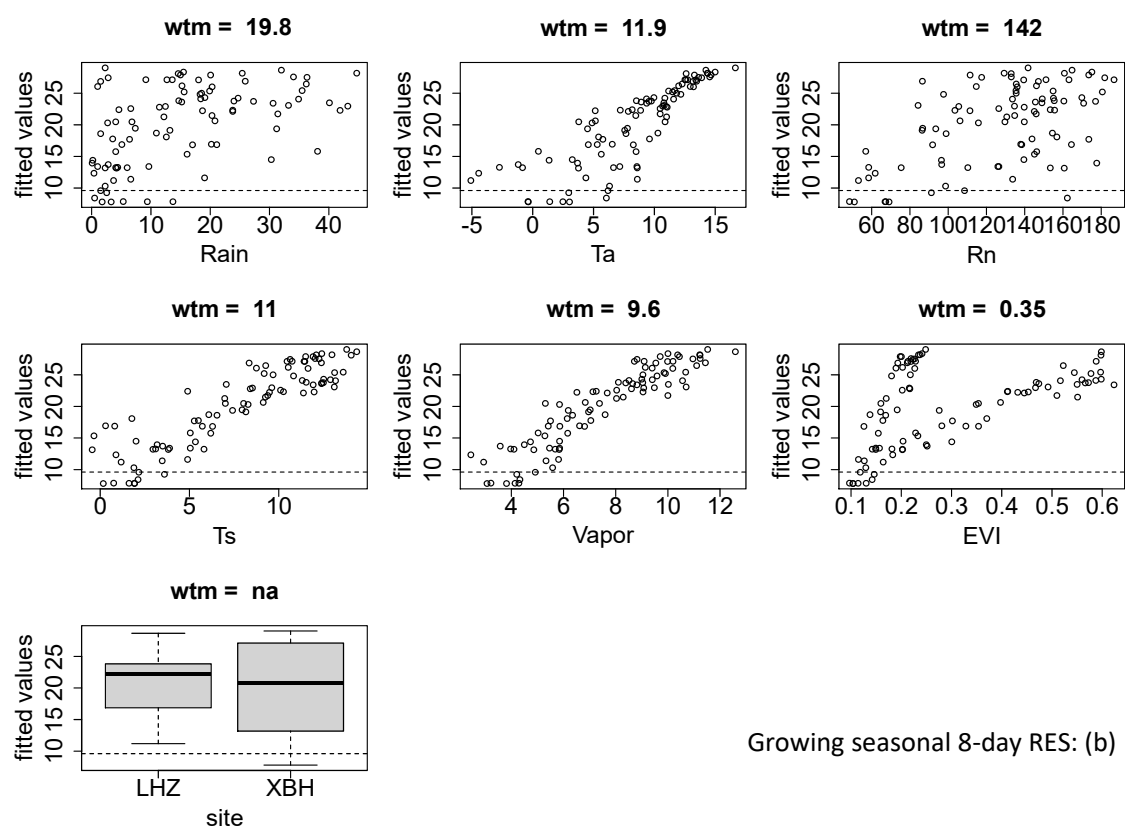 wtm =  19.8
wtm =  11.9
wtm =  142
fitted values
10 15 20 25
0 10 20 30 40
Rain
fitted values
10 15 20 25
-5 0 5 10 15
Ta
fitted values
10 15 20 25
60 80 100 120 140 160 180
Rn
wtm =  11
wtm =  9.6
wtm =  0.35
fitted values
10 15 20 25
0 5 10
Ts
fitted values
10 15 20 25
4 6 8 10 12
Vapor
fitted values
10 15 20 25
0.1 0.2 0.3 0.4 0.5 0.6
EVI
wtm =  na
fitted values
10 15 20 25
LHZ XBH
site
Growing seasonal 8-day RES: (b)